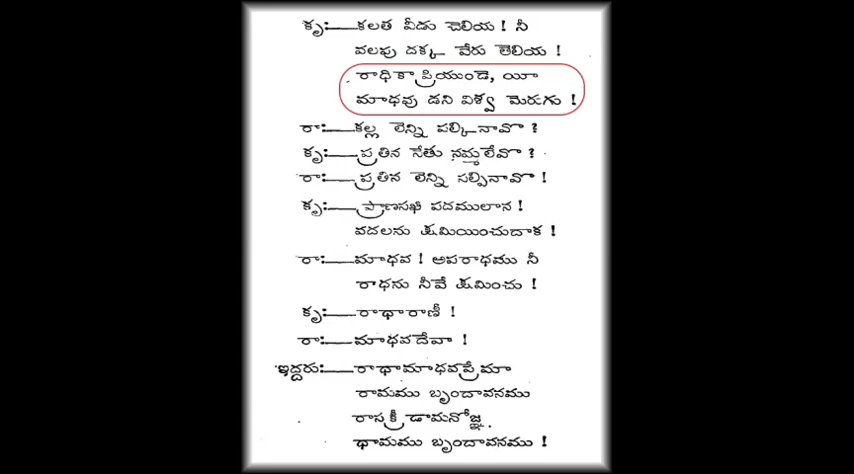 కృ:—కలత వీడు చెలియ ! నీ
వలపు దక్క వేరు తెలియ !
రాధికా ప్రియుండె, యీ
మాధవు డని విశ్వ మెరుగు !
రా:—కల్ల లెన్ని పల్కినావొ ?
కృ:—ప్రతిన సేతు నమ్మలేవొ ?
రా:—ప్రతిన లెన్ని సల్పినావొ !
కృ:—ప్రాణసఖి పదములాన !
వదలను క్షమియించుదాక !
రా:—మాధవ ! అపరాధము నీ
రాధను నీవే క్షమించు !
కృ:—రాధారాణీ !
రా:—మాధవదేవా !
ఇద్దరు:—రాధామాధవప్రేమా
రామము బృందావనము
రాసక్రీడామనోజ్ఞ
ధామము బృందావనము !